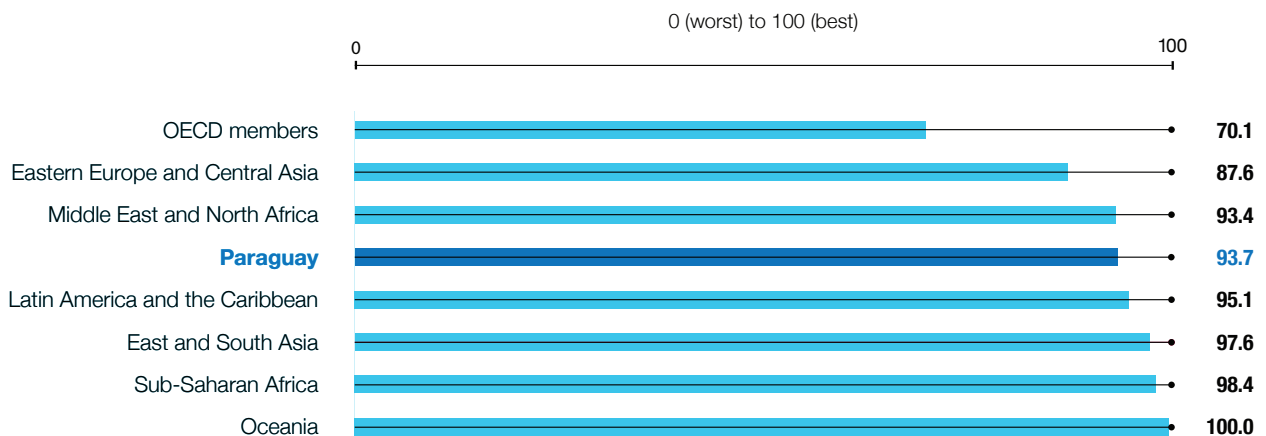 0 (worst) to 100 (best)
0 100
OECD members 70.1
Eastern Europe and Central Asia 87.6
Middle East and North Africa 93.4
Paraguay 93.7
Latin America and the Caribbean 95.1
East and South Asia 97.6
Sub-Saharan Africa 98.4
Oceania 100.0